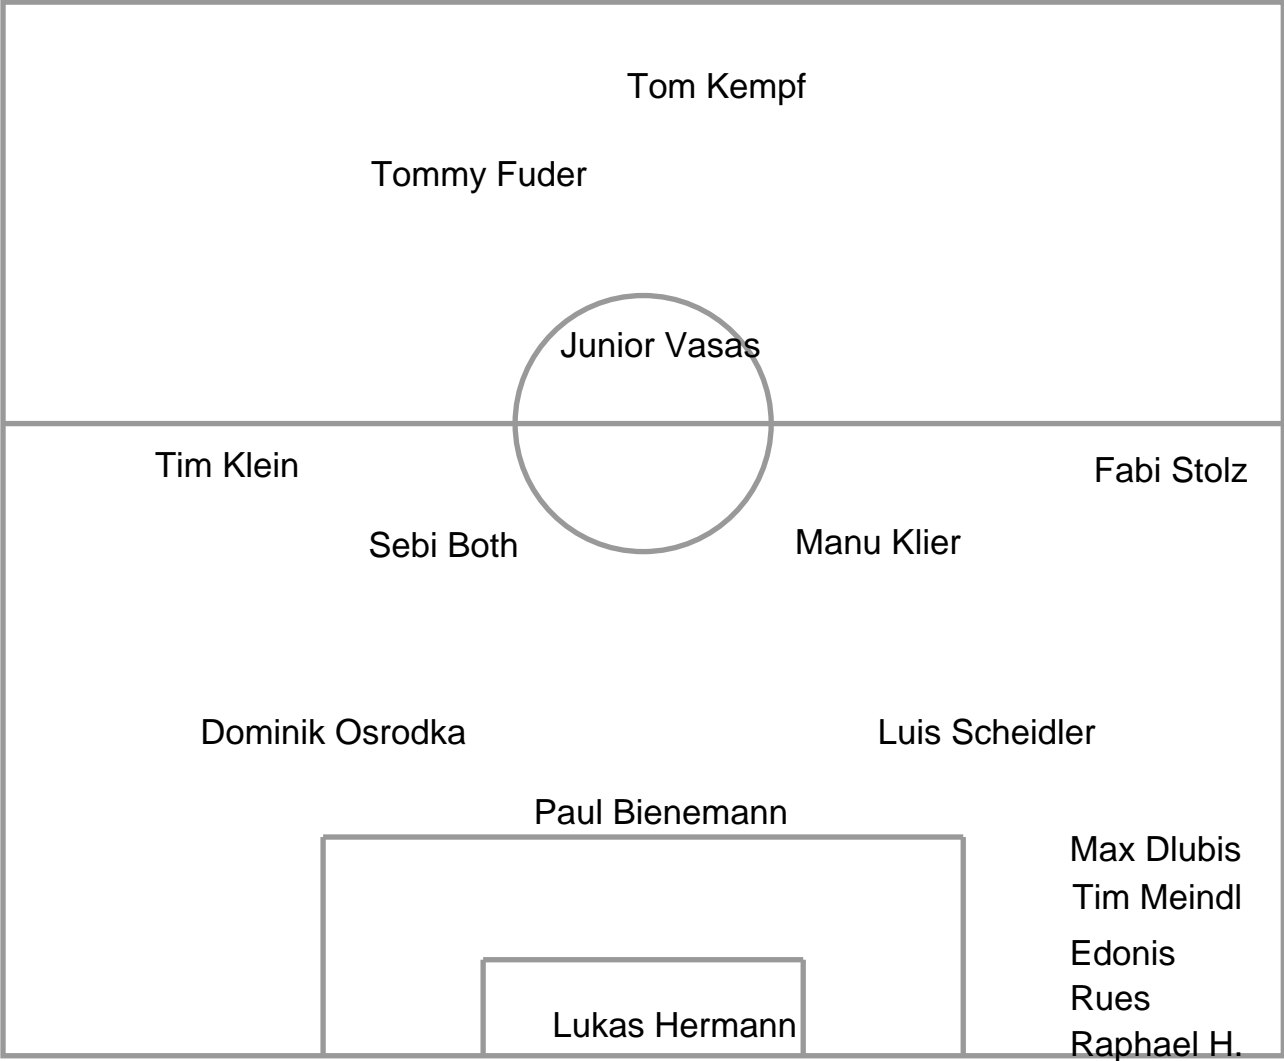 Tom Kempf
Tommy Fuder
Junior Vasas
Tim Klein
Fabi Stolz
Sebi Both
Manu Klier
Dominik Osrodka
Luis Scheidler
Paul Bienemann
Max Dlubis
Tim Meindl
Edonis
Rues
Lukas Hermann
Raphael H.